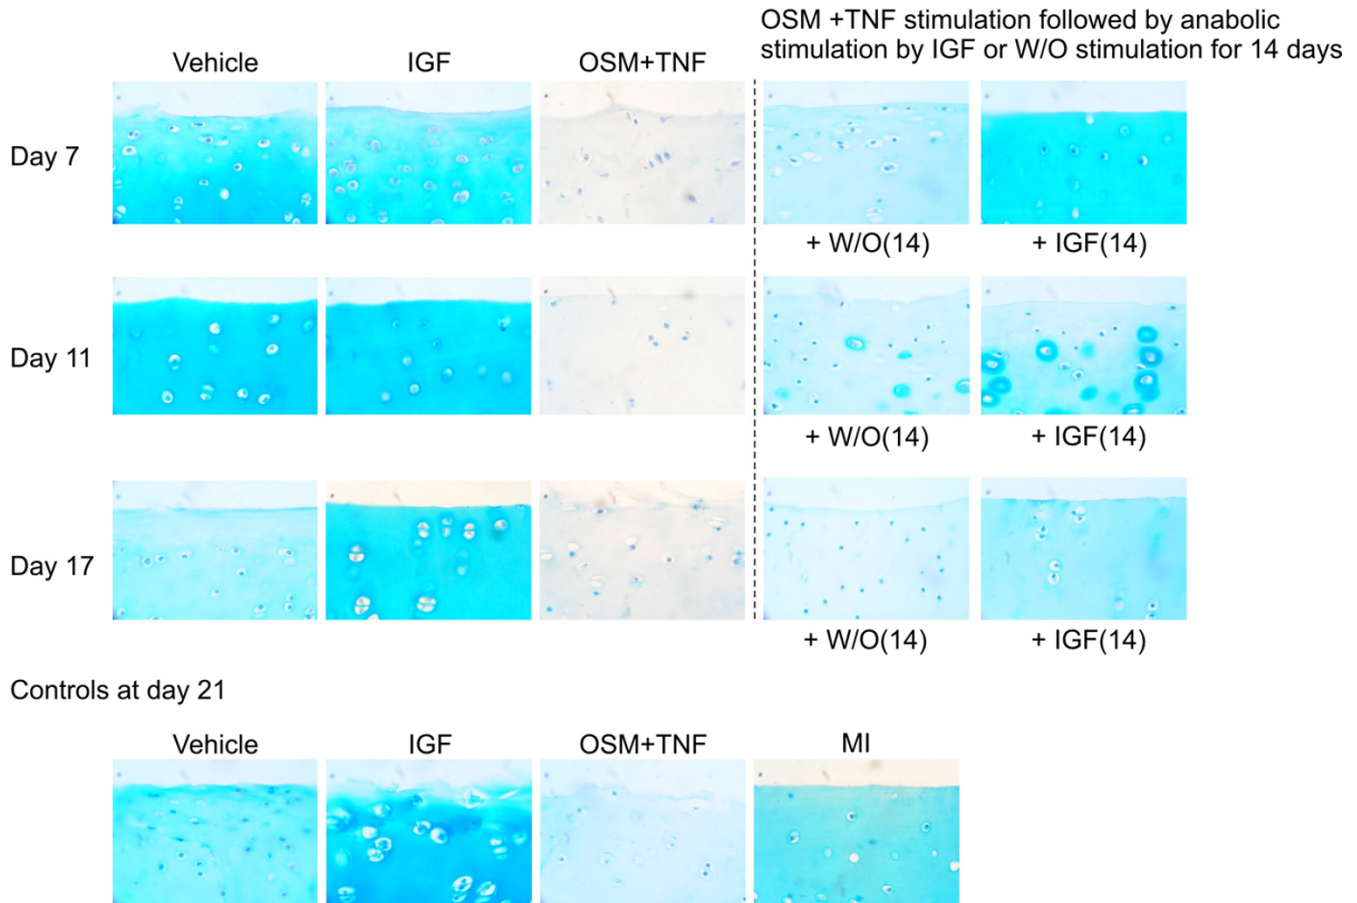 OSM +TNF stimulation followed by anabolic
stimulation by IGF or W/O stimulation for 14 days
Vehicle IGF OSM+TNF
Day 7
+ W/O(14) + IGF(14)
Day 11
+ W/O(14) + IGF(14)
Day 17
+ W/O(14) + IGF(14)
Controls at day 21
Vehicle IGF OSM+TNF MI